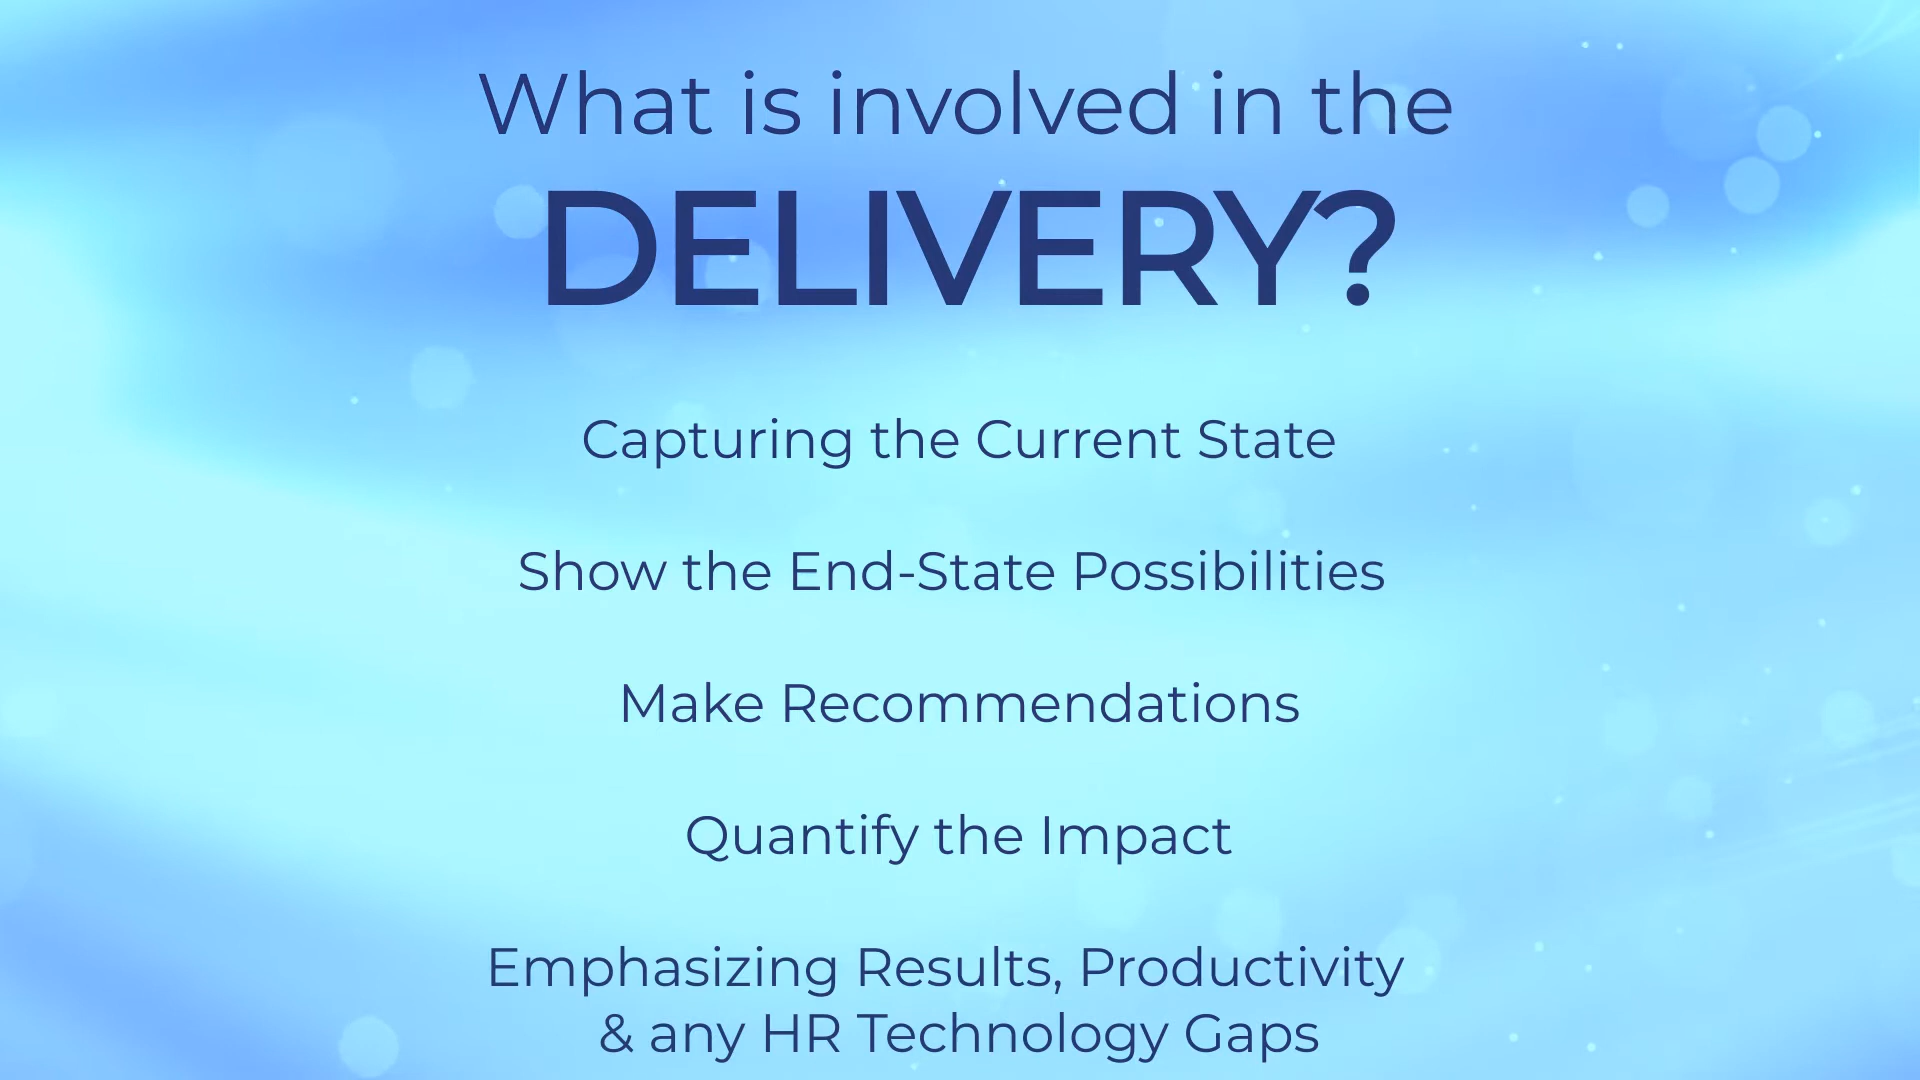 What is involved in the
DELIVERY?
Capturing the Current State
Show the End-State Possibilities
Make Recommendations
Quantify the Impact
Emphasizing Results, Productivity
& any HR Technology Gaps